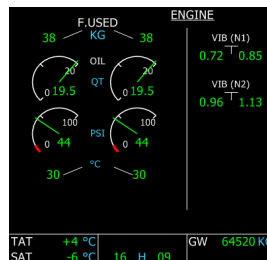 ENGINE
F.USED
38 KG 38
VIB (N1)
0.72 0.85
OIL
20 20
QT
0 19.5 0 19.5
VIB (N2)
0.96 1.13
100 100
PSI
0 44 0 44
°C
30 30
TAT +4 °C GW 64520 KG
SAT -6 °C 16 H 09